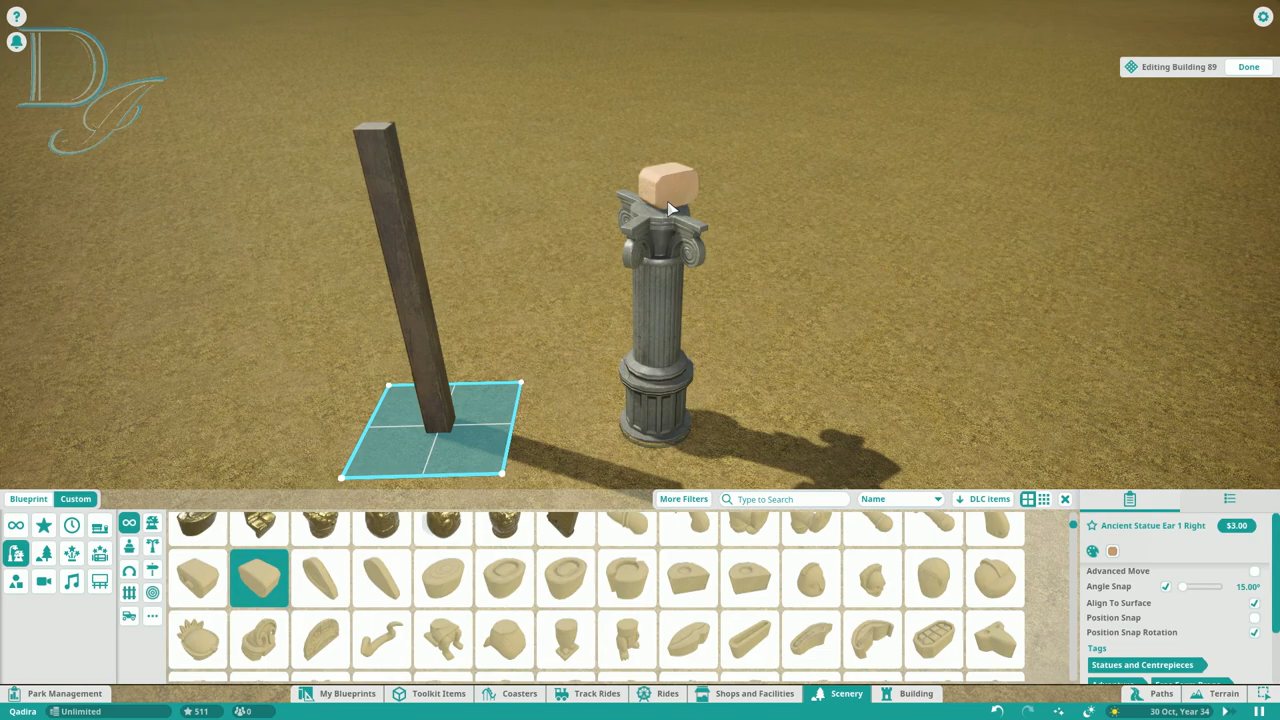 ?
DJ
Editing Building 89
Done
Blueprint
Custom
More Filters
Type to Search
Name
DLC items
Ancient Statue Ear 1 Right
$3.00
Advanced Move
Angle Snap
15.00°
Align To Surface
Position Snap
Position Snap Rotation
Tags
Statues and Centrepieces
Park Management
My Blueprints
Toolkit Items
Coasters
Track Rides
Rides
Shops and Facilities
Scenery
Building
Paths
Terrain
Qadira
Unlimited
511
0
30 Oct, Year 34